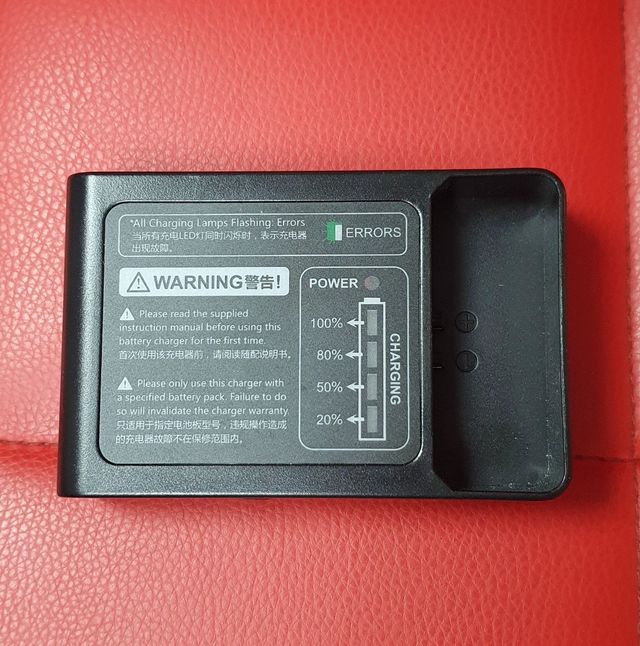 *All Charging Lamps Flashing: Errors
当所有充电LED灯同时闪烁时，表示充电器
出现故障。
ERRORS
WARNING警告!
Please read the supplied
instruction manual before using this
battery charger for the first time.
首次使用该充电器前，请阅读随配说明书。
Please only use this charger with
a specified battery pack. Failure to do
so will invalidate the charger warranty.
只适用于指定电池板型号，违规操作造成
的充电器故障不在保修范围内。
POWER
100%
80%
50%
20%
CHARGING